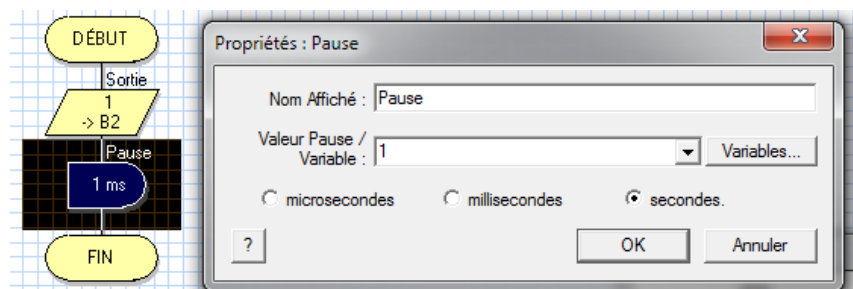 DÉBUT
Sortie
1
-> B2
Pause
1 ms
FIN
Propriétés : Pause
Nom Affiché : Pause
Valeur Pause /
Variable : 1 Variables...
microsecondes millisecondes secondes.
? OK Annuler